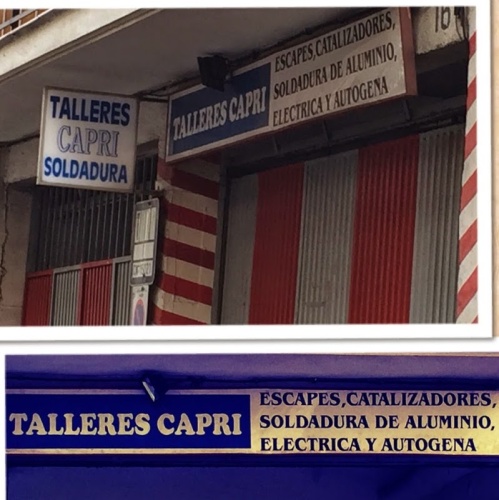 TALLERES
CAPRI
SOLDADURA
TALLERES CAPRI
ESCAPES, CATALIZADORES,
SOLDADURA DE ALUMINIO,
ELECTRICA Y AUTOGENA
16
TALLERES CAPRI
ESCAPES, CATALIZADORES,
SOLDADURA DE ALUMINIO,
ELECTRICA Y AUTOGENA